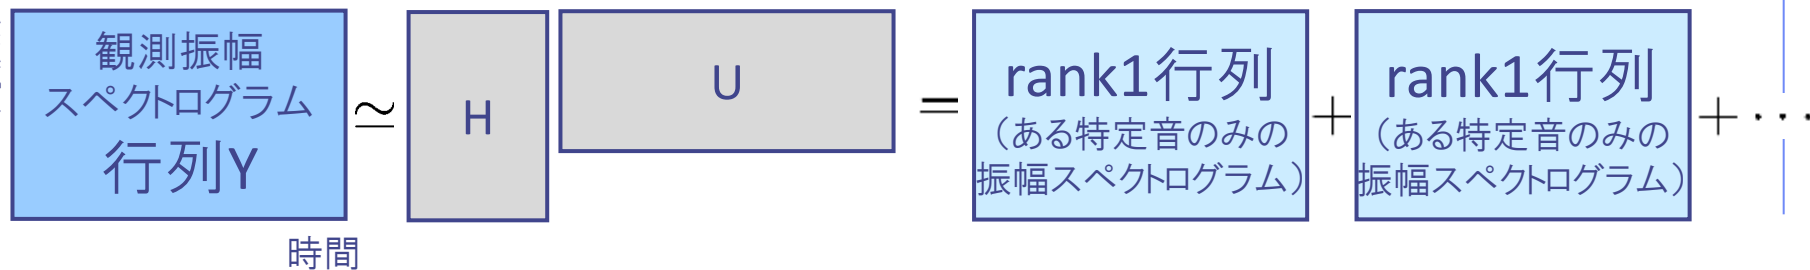 観測振幅
スペクトログラム
行列Y
≃
H
U
=
rank1行列
(ある特定音のみの
振幅スペクトログラム)
+
rank1行列
(ある特定音のみの
振幅スペクトログラム)
+ ⋯
時間